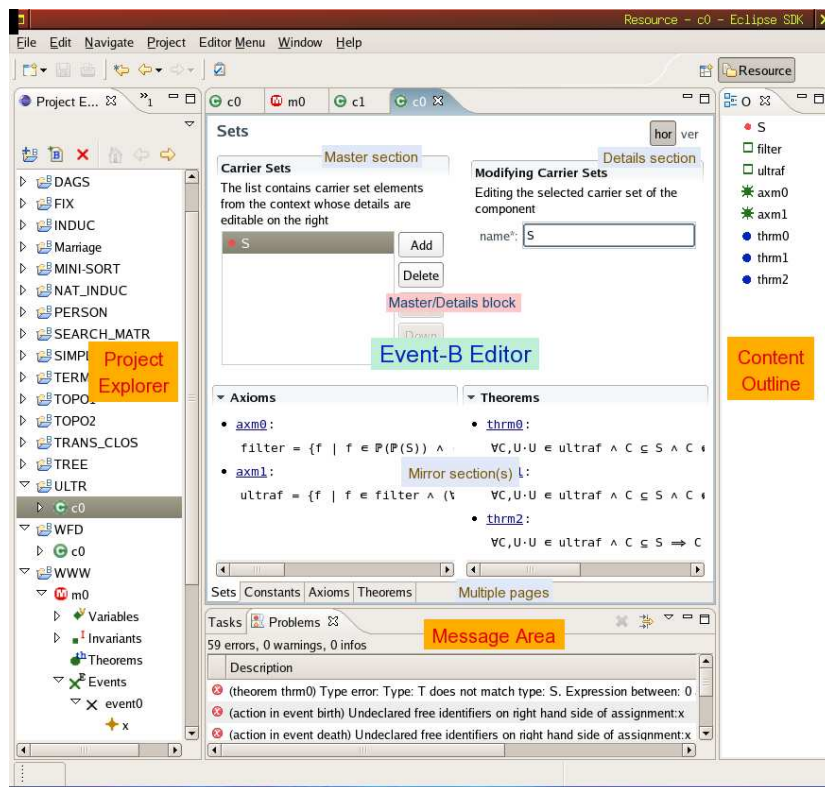 Resource - c0 - Eclipse SDK
File Edit Navigate Project Editor Menu Window Help
Resource
Project E... "1
c0 m0 c1 c0
O
DAGS
FIX
INDUC
Marriage
MINI-SORT
NAT_INDUC
PERSON
SEARCH_MATR
SIMPL
TERM
TOPO1
TOPO2
TRANS_CLOS
TREE
ULTR
c0
WFD
c0
WWW
m0
Variables
Invariants
Theorems
Events
event0
x
Project
Explorer
Sets
hor ver
Master section
Details section
Carrier Sets
The list contains carrier set elements
from the context whose details are
editable on the right
S
Add
Delete
Down
Modifying Carrier Sets
Editing the selected carrier set of the
component
name*: S
Master/Details block
Event-B Editor
Axioms
axm0:
filter = {f | f ∈ ℙ(ℙ(S)) ∧
axm1:
ultraf = {f | f ∈ filter ∧ (∀
Theorems
thrm0:
∀C,U·U ∈ ultraf ∧ C ⊆ S ∧ C
Mirror section(s)
∀C,U·U ∈ ultraf ∧ C ⊆ S ∧ C
thrm2:
∀C,U·U ∈ ultraf ∧ C ⊆ S ⇒ C
Sets Constants Axioms Theorems
Multiple pages
Tasks Problems
Message Area
59 errors, 0 warnings, 0 infos
Description
(theorem thrm0) Type error: Type: T does not match type: S. Expression between: 0
(action in event birth) Undeclared free identifiers on right hand side of assignment:x
(action in event death) Undeclared free identifiers on right hand side of assignment:x
S
filter
ultraf
axm0
axm1
thrm0
thrm1
thrm2
Content
Outline